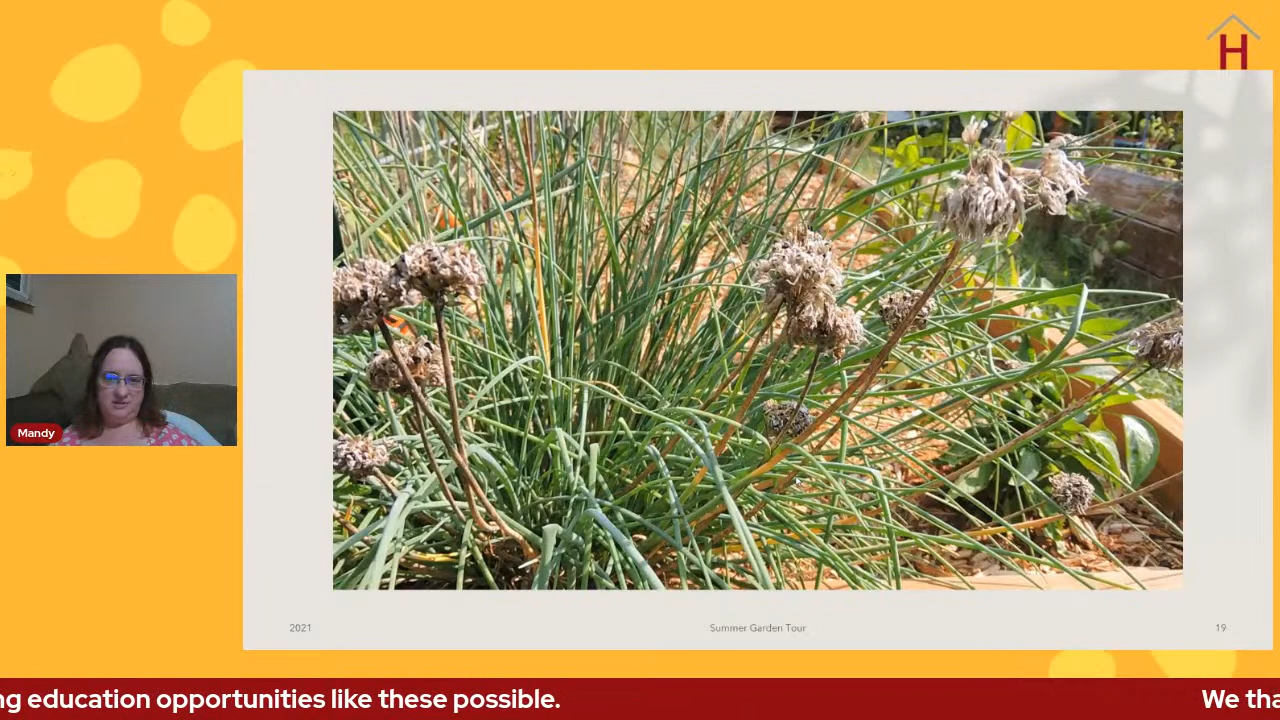 H
Mandy
2021
Summer Garden Tour
19
ng education opportunities like these possible.
We tha